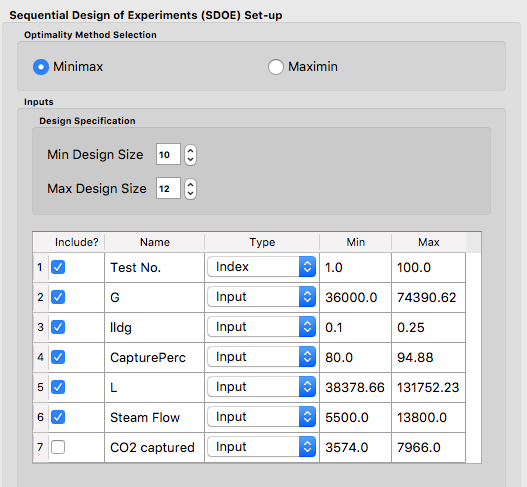 Sequential Design of Experiments (SDOE) Set-up
Optimality Method Selection
Minimax Maximin
Inputs
Design Specification
Min Design Size 10
Max Design Size 12
Include? Name Type Min Max
1 Test No. Index 1.0 100.0
2 G Input 36000.0 74390.62
3 lldg Input 0.1 0.25
4 CapturePerc Input 80.0 94.88
5 L Input 38378.66 131752.23
6 Steam Flow Input 5500.0 13800.0
7 CO2 captured Input 3574.0 7966.0